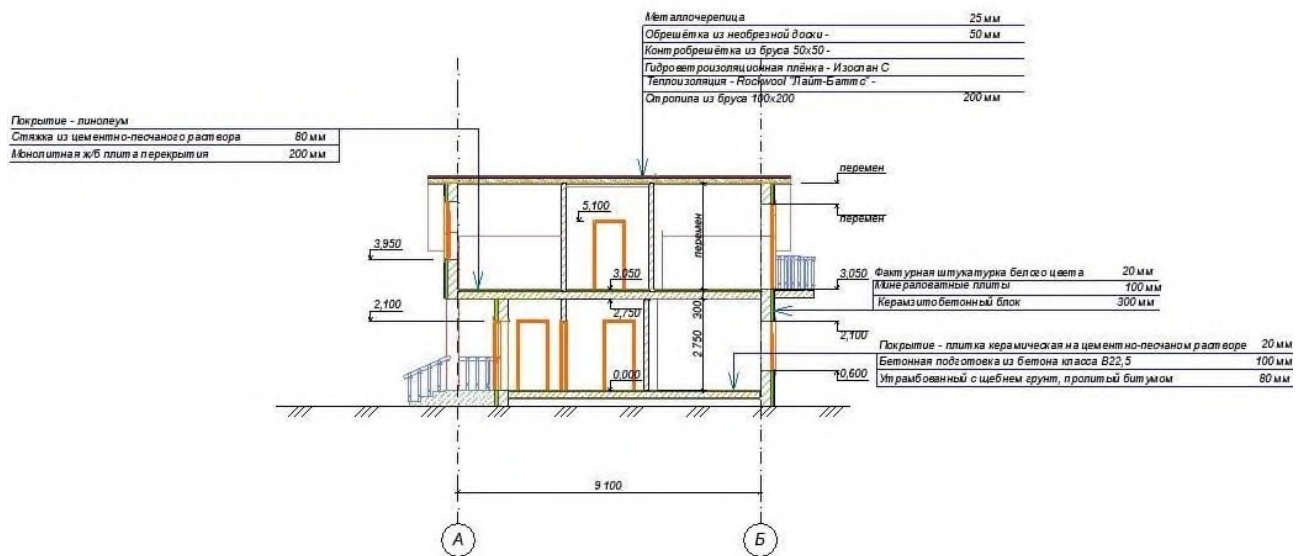 Металлочерепица 25 мм
Обрешётка из необрезной доски - 50 мм
Контробрешётка из бруса 50х50 -
Гидроветроизоляционная плёнка - Изоспан С
Теплоизоляция - Rockwool "Лайт-Баттс" -
Стропила из бруса 100х200 200 мм
Покрытие - линолеум
Стяжка из цементно-песчаного раствора 80 мм
Монолитная ж/б плита перекрытия 200 мм
перемен
5,100
перемен
3,950
перемен
3,050
3,050
Фактурная штукатурка белого цвета 20 мм
Минераловатные плиты 100 мм
Керамзитобетонный блок 300 мм
2,100
2,750
300
2,100
2 750
Покрытие - плитка керамическая на цементно-песчаном растворе 20 мм
Бетонная подготовка из бетона класса В22,5 100 мм
Утрамбованный с щебнем грунт, пролитый битумом 80 мм
0,000
0,600
9 100
А
Б